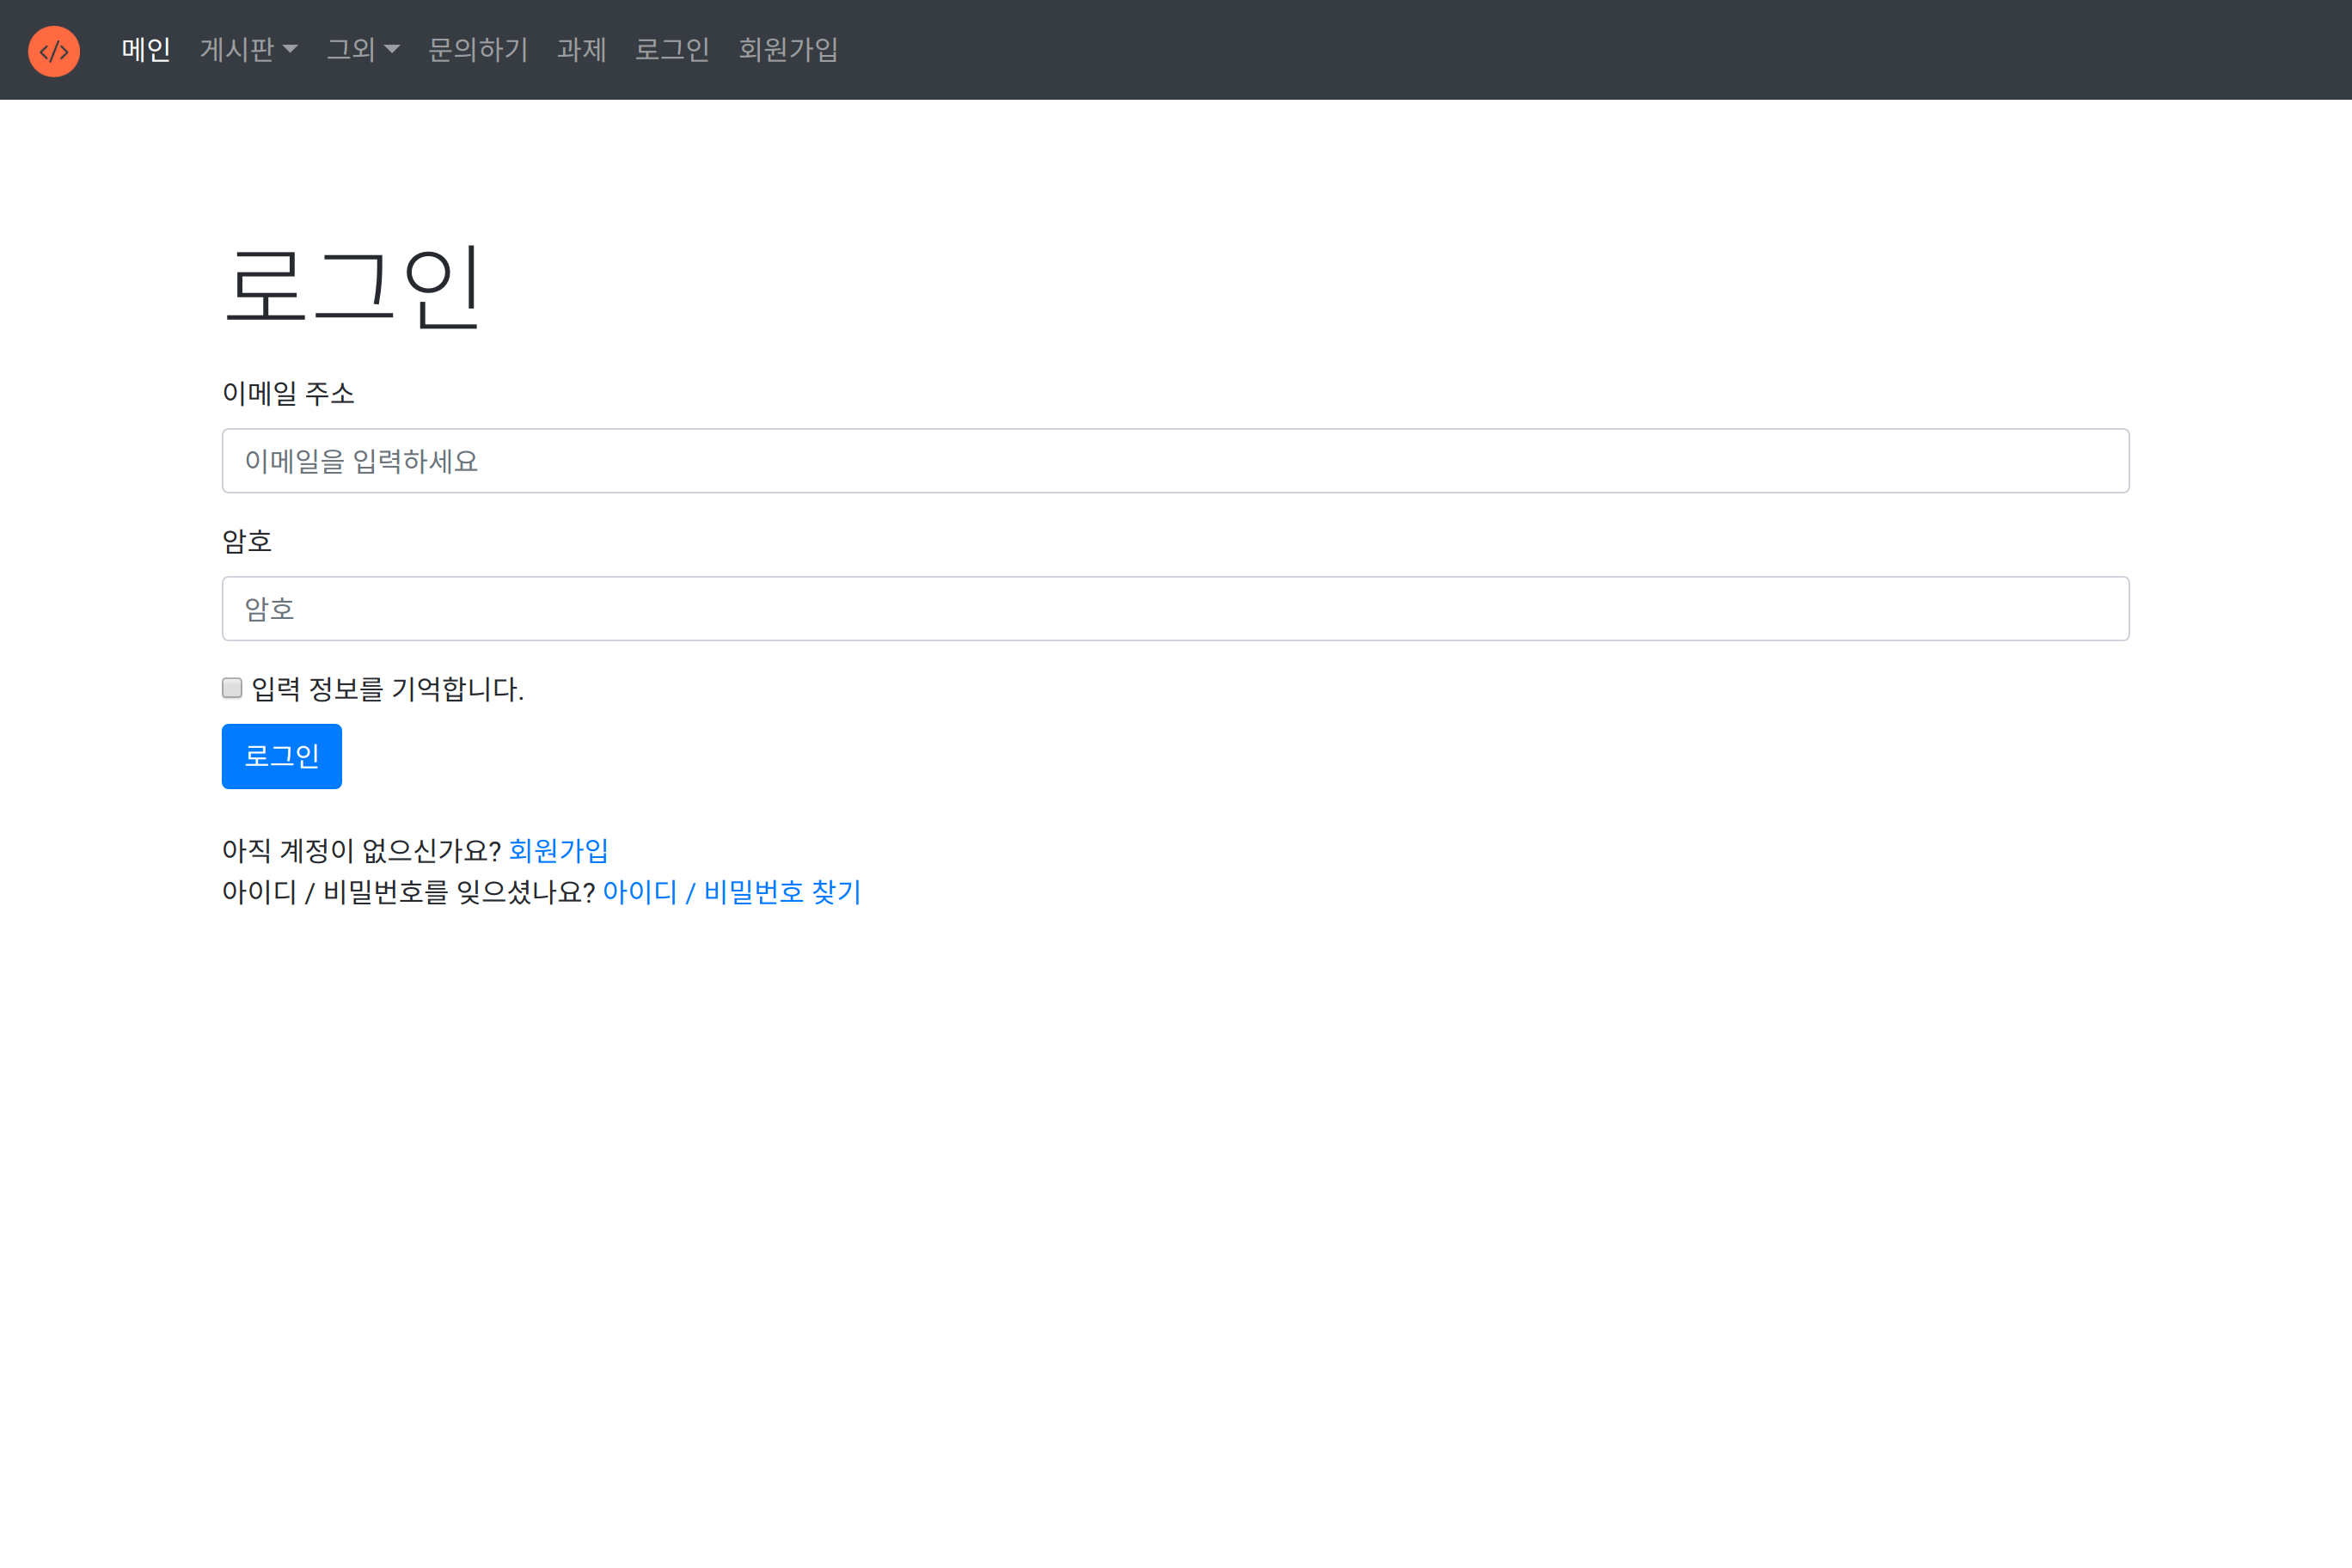 메인 게시판 그외 문의하기 과제 로그인 회원가입
로그인
이메일 주소
이메일을 입력하세요
암호
암호
입력 정보를 기억합니다.
로그인
아직 계정이 없으신가요? 회원가입
아이디 / 비밀번호를 잊으셨나요? 아이디 / 비밀번호 찾기